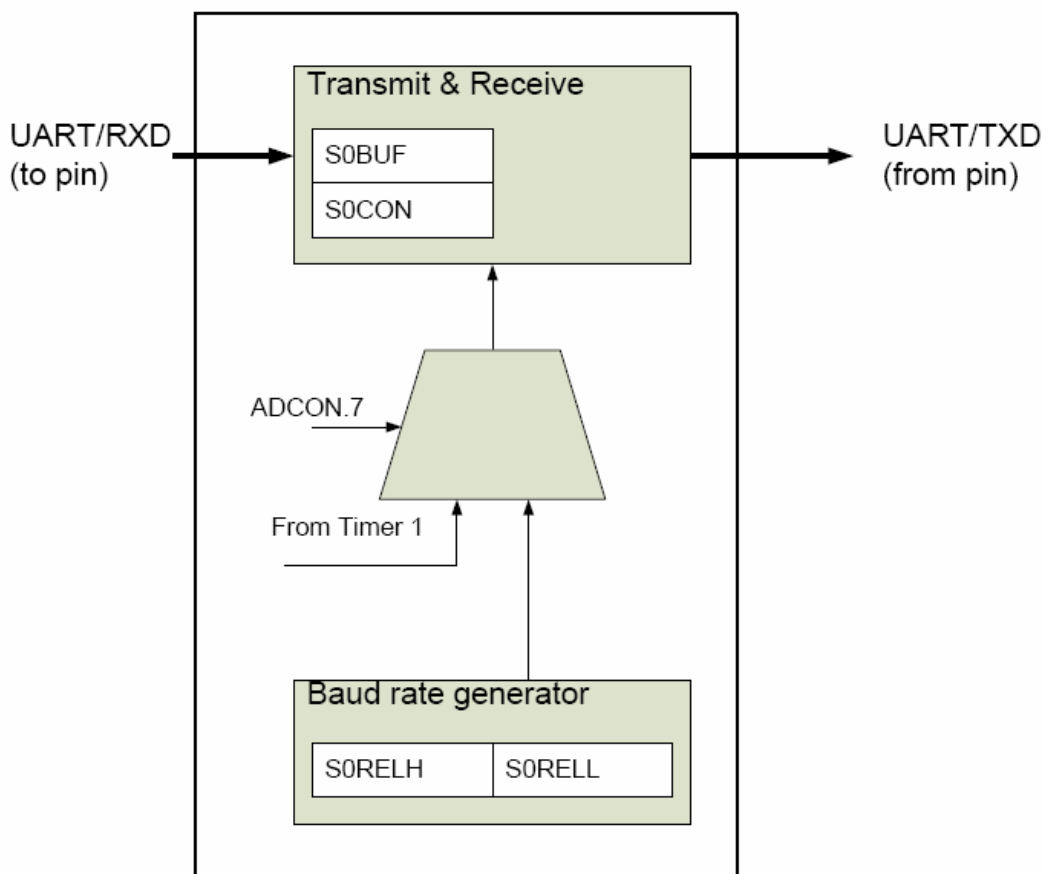 Transmit & Receive
UART/RXD
(to pin)
S0BUF
S0CON
UART/TXD
(from pin)
ADCON.7
From Timer 1
Baud rate generator
S0RELH
S0RELL